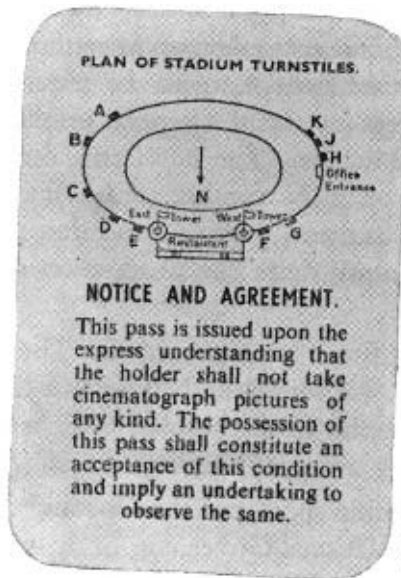 PLAN OF STADIUM TURNSTILES.
A
K
B
J
H
Office
Entrance
C
N
D
East Tower
West Tower
G
E
F
Restaurant
NOTICE AND AGREEMENT.
This pass is issued upon the
express understanding that
the holder shall not take
cinematograph pictures of
any kind. The possession of
this pass shall constitute an
acceptance of this condition
and imply an undertaking to
observe the same.